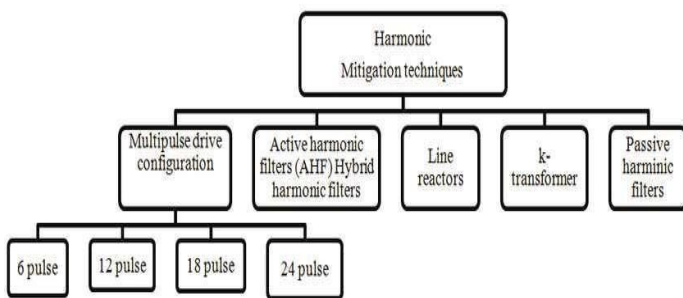 Harmonic
Mitigation techniques
Multipulse drive
configuration
Active harmonic
filters (AHF) Hybrid
harmonic filters
Line
reactors
k-
transformer
Passive
harminic
filters
6 pulse
12 pulse
18 pulse
24 pulse